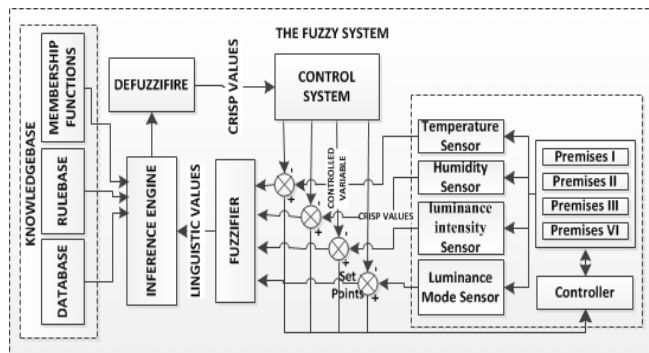 THE FUZZY SYSTEM
KNOWLEDGEBASE
MEMBERSHIP
FUNCTIONS
RULEBASE
DATABASE
DEFUZZIFIRE
INFERENCE ENGINE
CRISP VALUES
LINGUISTIC VALUES
FUZZIFIER
CONTROL
SYSTEM
CONTROLLED
VARIABLE
CRISP VALUES
Set
Points
- + - + - + - +
Temperature
Sensor
Humidity
Sensor
luminance
intensity
Sensor
Luminance
Mode Sensor
Premises I
Premises II
Premises III
Premises VI
Controller